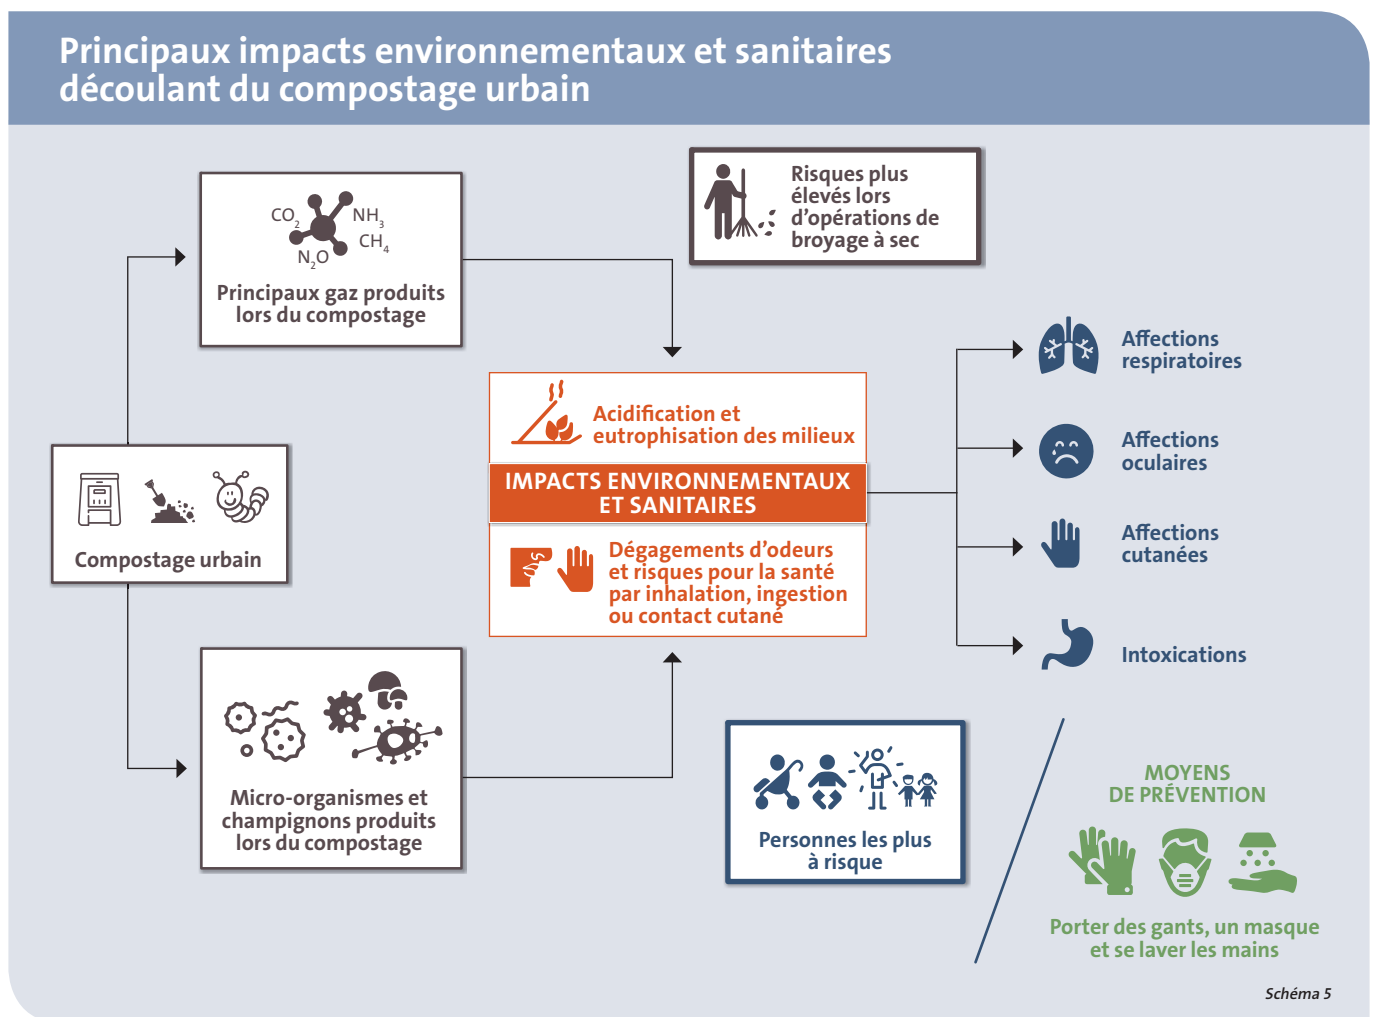 Principaux impacts environnementaux et sanitaires
découlant du compostage urbain
CO2
NH3
CH4
N2O
Principaux gaz produits
lors du compostage
Risques plus
élevés lors
d’opérations de
broyage à sec
Compostage urbain
Acidification et
eutrophisation des milieux
IMPACTS ENVIRONNEMENTAUX
ET SANITAIRES
Dégagements d’odeurs
et risques pour la santé
par inhalation, ingestion
ou contact cutané
Affections
respiratoires
Affections
oculaires
Affections
cutanées
Intoxications
Micro-organismes et
champignons produits
lors du compostage
Personnes les plus
à risque
MOYENS
DE PRÉVENTION
Porter des gants, un masque
et se laver les mains
Schéma 5